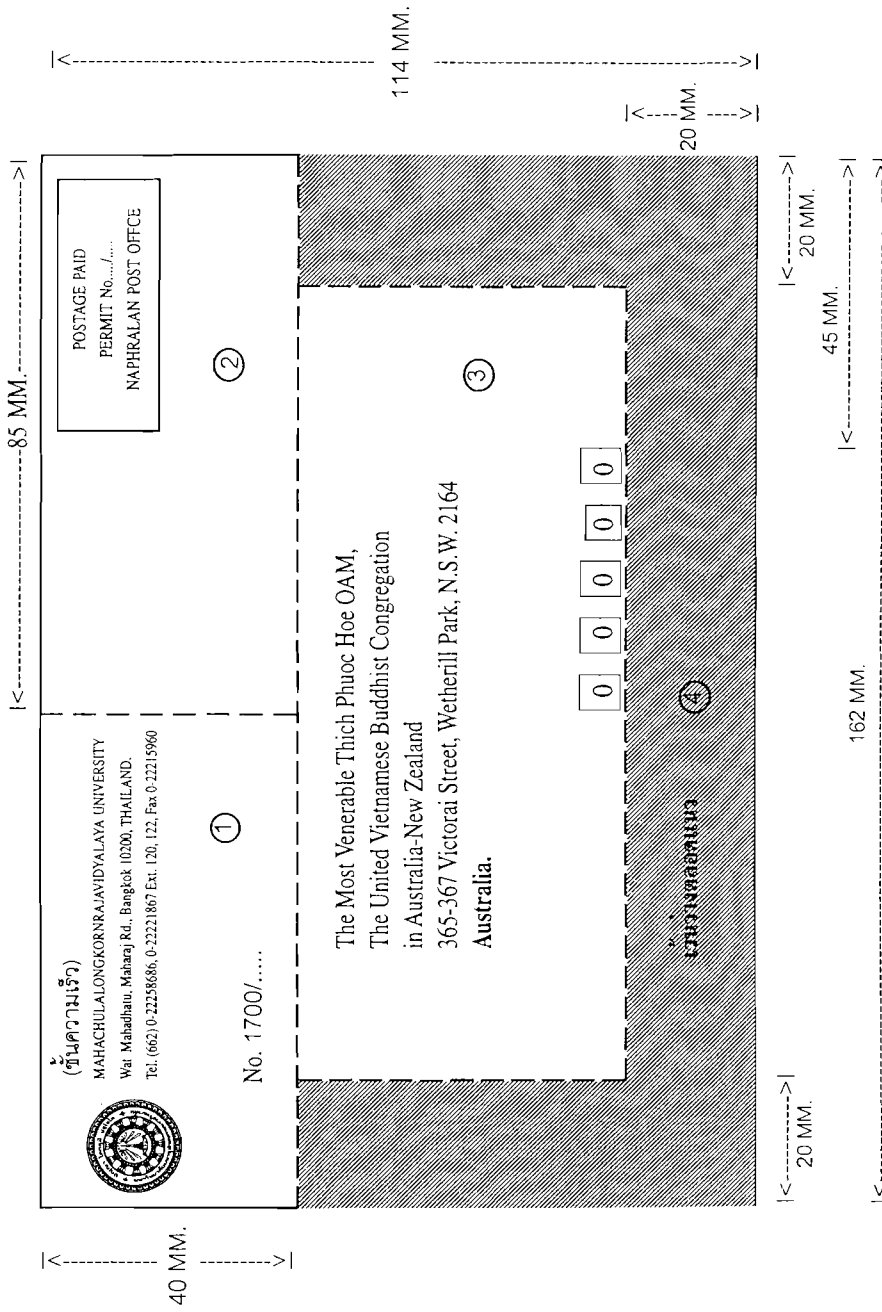 (ชั้นความเร็ว)
MAHACHULALONGKORNRAJAVIDYALAYA UNIVERSITY
Wat Mahadhatu, Maharaj Rd., Bangkok 10200, THAILAND.
Tel. (662) 0-22258686, 0-22221867 Ext. 120, 122, Fax 0-22215960
No. 1700/.....
1
85 MM.
POSTAGE PAID
PERMIT No...../.....
NAPHRALAN POST OFFCE
2
40 MM.
114 MM.
The Most Venerable Thich Phuoc Hoe OAM,
The United Vietnamese Buddhist Congregation
in Australia-New Zealand
365-367 Victorai Street, Wetherill Park, N.S.W. 2164
Australia.
3
0 0 0 0 0
เว้นว่างตลอดแนว
4
20 MM.
20 MM.
20 MM.
45 MM.
162 MM.